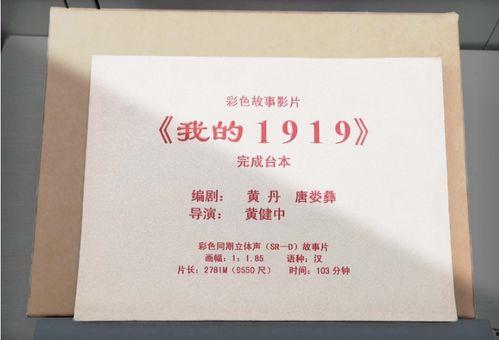 彩色故事影片
《我的1919》
完成台本
编剧： 黄丹 唐娄彝
导演： 黄健中
彩色同期立体声（SR—D）故事片
画幅：1：1.85 语种：汉
片长：2781M（9550尺） 时间：103分钟